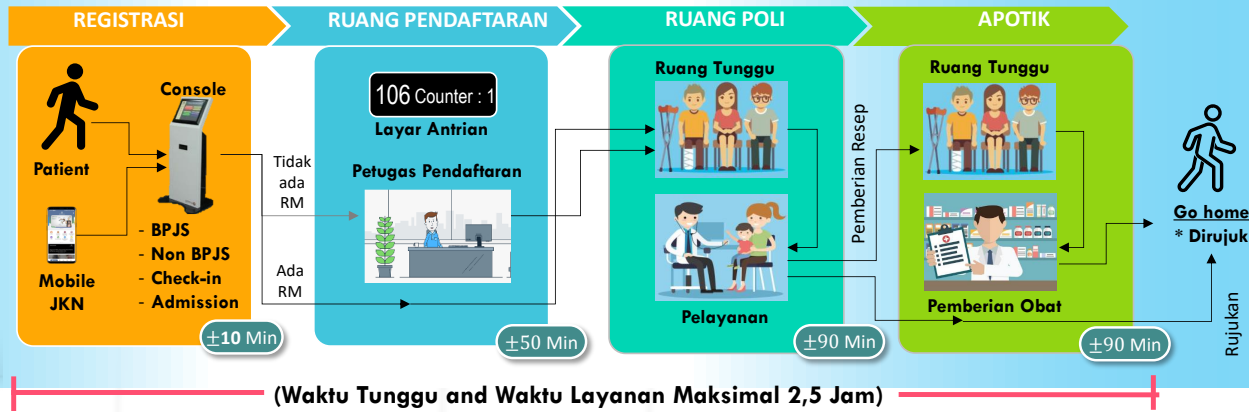 REGISTRASI
RUANG PENDAFTARAN
RUANG POLI
APOTIK
Patient
Console
Mobile
JKN
- BPJS
- Non BPJS
- Check-in
- Admission
±10 Min
Tidak
ada
RM
Ada
RM
106 Counter : 1
Layar Antrian
Petugas Pendaftaran
±50 Min
Ruang Tunggu
Pelayanan
±90 Min
Pemberian Resep
Ruang Tunggu
Pemberian Obat
±90 Min
Go home
* Dirujuk
Rujukan
(Waktu Tunggu and Waktu Layanan Maksimal 2,5 Jam)